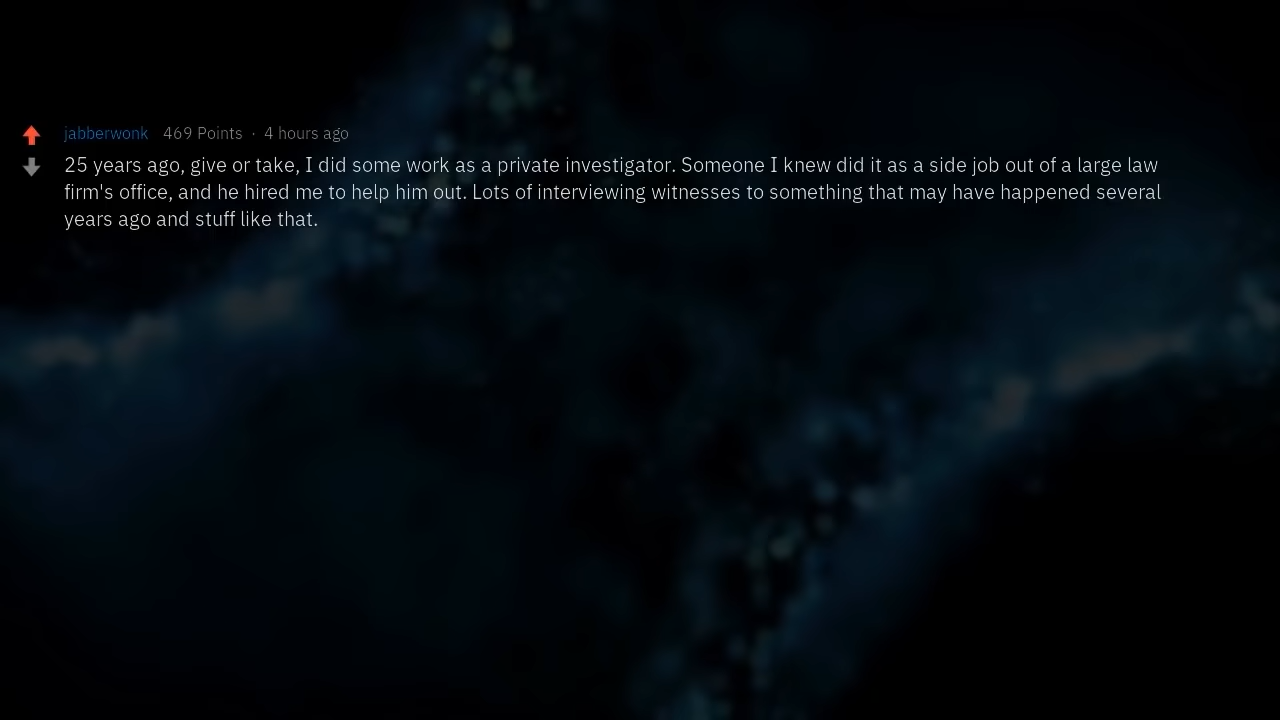 jabberwonk 469 Points · 4 hours ago
25 years ago, give or take, I did some work as a private investigator. Someone I knew did it as a side job out of a large law
firm's office, and he hired me to help him out. Lots of interviewing witnesses to something that may have happened several
years ago and stuff like that.